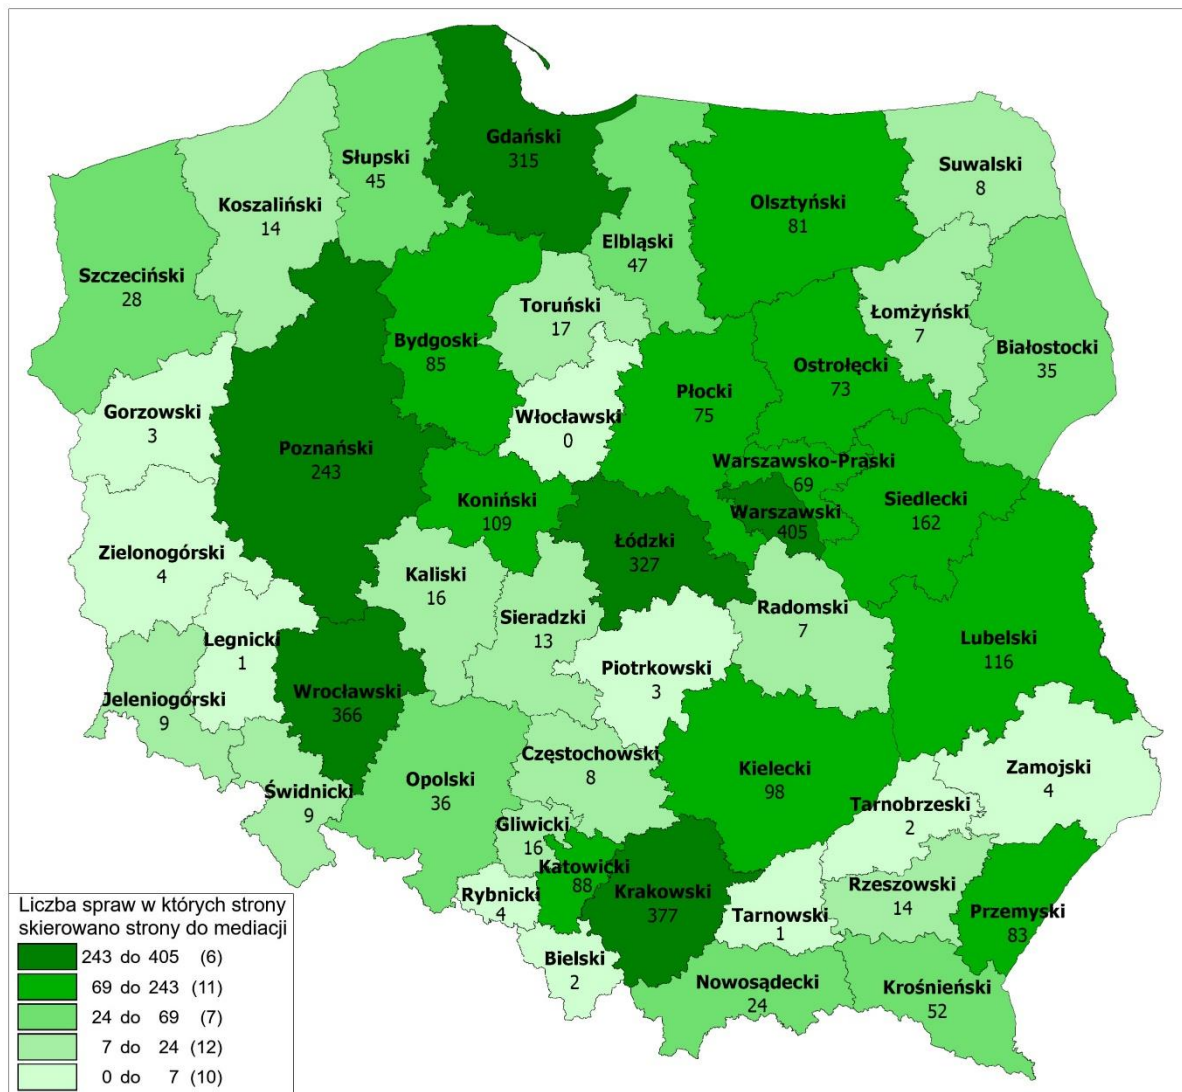 Gdański
315
Słupski
45
Koszaliński
14
Suwalski
8
Olsztyński
81
Elbląski
47
Szczeciński
28
Toruński
17
Łomżyński
7
Bydgoski
85
Białostocki
35
Ostrołęcki
73
Płocki
75
Gorzowski
3
Włocławski
0
Poznański
243
Warszawsko-Praski
69
Koniński
109
Siedlecki
162
Warszawski
405
Łódzki
327
Zielonogórski
4
Kaliski
16
Sieradzki
13
Radomski
7
Legnicki
1
Lubelski
116
Piotrkowski
3
Wrocławski
366
Jeleniogórski
9
Częstochowski
8
Kielecki
98
Zamojski
4
Opolski
36
Świdnicki
9
Tarnobrzeski
2
Gliwicki
16
Katowicki
88
Rzeszowski
14
Rybnicki
4
Krakowski
377
Tarnowski
1
Przemyski
83
Bielski
2
Nowosądecki
24
Krośnieński
52
Liczba spraw w których strony
skierowano strony do mediacji
243 do 405 (6)
69 do 243 (11)
24 do 69 (7)
7 do 24 (12)
0 do 7 (10)